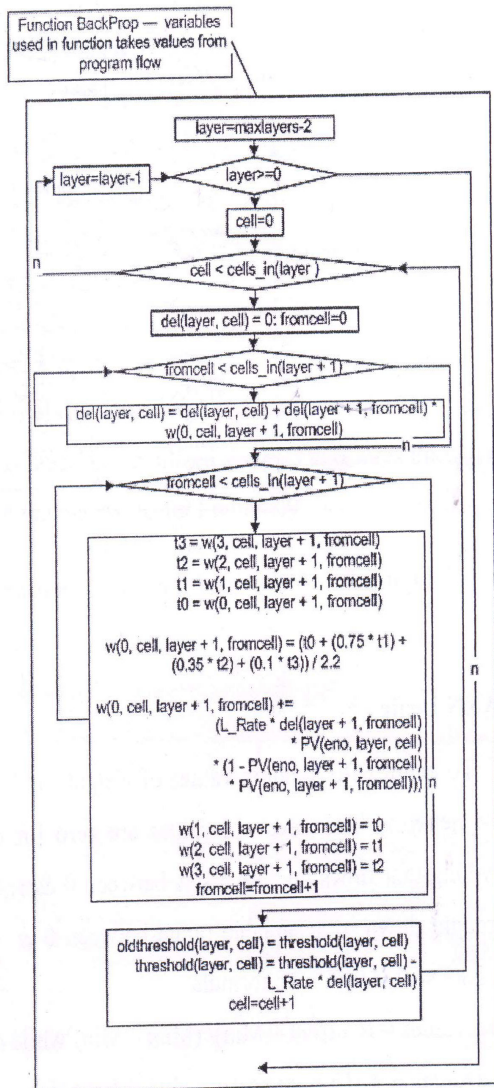 Function BackProp — variables
used in function takes values from
program flow
layer=maxlayers-2
layer=layer-1
layer>=0
cell=0
n
cell < cells_in(layer )
del(layer, cell) = 0: fromcell=0
fromcell < cells_in(layer + 1)
del(layer, cell) = del(layer, cell) + del(layer + 1, fromcell) *
w(0, cell, layer + 1, fromcell)
n
fromcell < cells_in(layer + 1)
t3 = w(3, cell, layer + 1, fromcell)
t2 = w(2, cell, layer + 1, fromcell)
t1 = w(1, cell, layer + 1, fromcell)
t0 = w(0, cell, layer + 1, fromcell)
w(0, cell, layer + 1, fromcell) = (t0 + (0.75 * t1) +
(0.35 * t2) + (0.1 * t3)) / 2.2
n
w(0, cell, layer + 1, fromcell) +=
(L_Rate * del(layer + 1, fromcell)
* PV(eno, layer, cell)
* (1 - PV(eno, layer + 1, fromcell)
* PV(eno, layer + 1, fromcell)))
n
w(1, cell, layer + 1, fromcell) = t0
w(2, cell, layer + 1, fromcell) = t1
w(3, cell, layer + 1, fromcell) = t2
fromcell=fromcell+1
oldthreshold(layer, cell) = threshold(layer, cell)
threshold(layer, cell) = threshold(layer, cell) -
L_Rate * del(layer, cell)
cell=cell+1